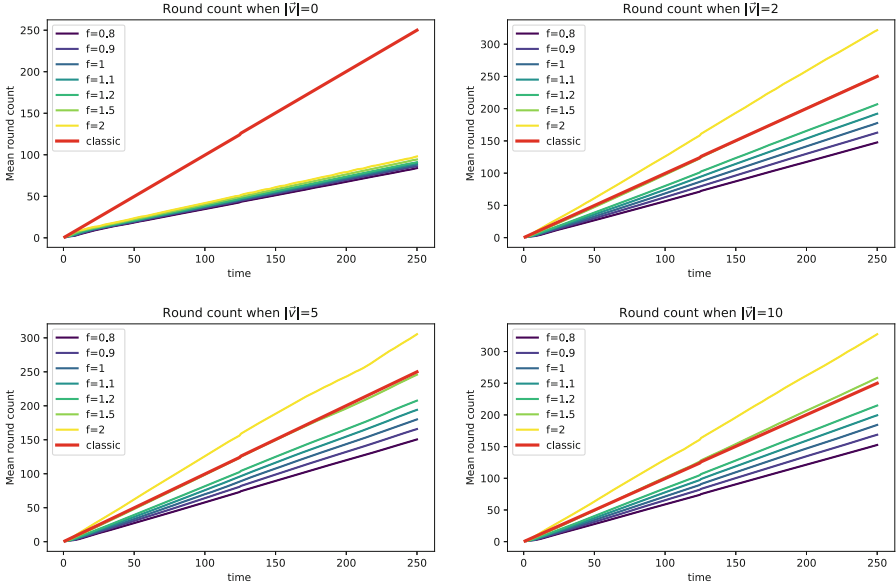 Round count when |v⃗|=0
Mean round count
250
200
150
100
50
0
f=0.8
f=0.9
f=1
f=1.1
f=1.2
f=1.5
f=2
classic
0 50 100 150 200 250
time
Round count when |v⃗|=2
Mean round count
300
250
200
150
100
50
0
f=0.8
f=0.9
f=1
f=1.1
f=1.2
f=1.5
f=2
classic
0 50 100 150 200 250
time
Round count when |v⃗|=5
Mean round count
300
250
200
150
100
50
0
f=0.8
f=0.9
f=1
f=1.1
f=1.2
f=1.5
f=2
classic
0 50 100 150 200 250
time
Round count when |v⃗|=10
Mean round count
300
250
200
150
100
50
0
f=0.8
f=0.9
f=1
f=1.1
f=1.2
f=1.5
f=2
classic
0 50 100 150 200 250
time